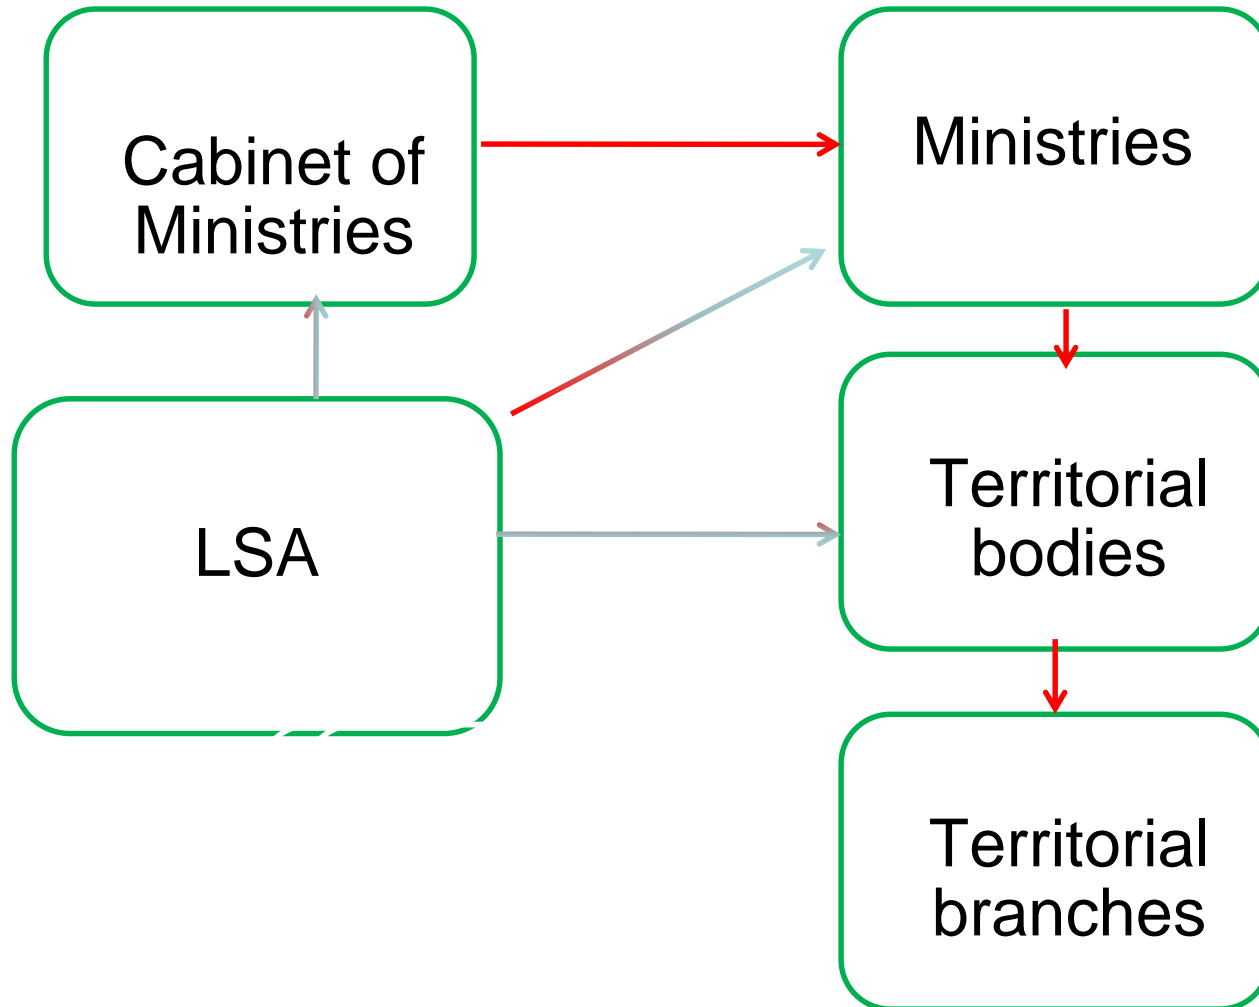 Cabinet of
Ministries
Ministries
LSA
Territorial
bodies
Territorial
branches